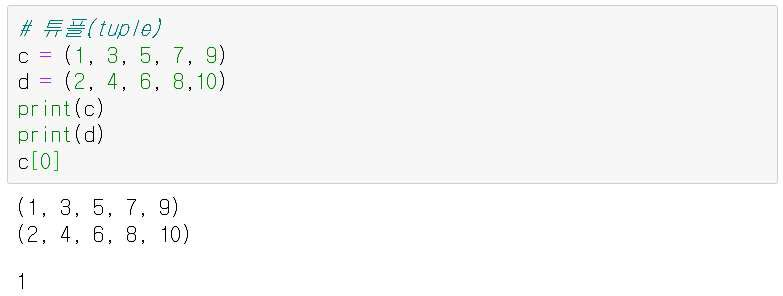 # 튜플(tuple)
c = (1, 3, 5, 7, 9)
d = (2, 4, 6, 8,10)
print(c)
print(d)
c[0]
(1, 3, 5, 7, 9)
(2, 4, 6, 8, 10)
1